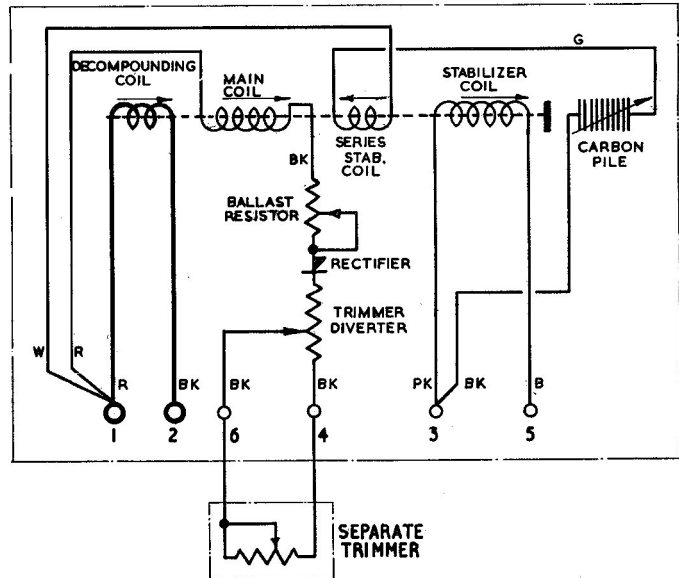 G
DECOMPOUNDING
COIL
MAIN
COIL
STABILIZER
COIL
SERIES
STAB.
COIL
CARBON
PILE
BK
BALLAST
RESISTOR
RECTIFIER
TRIMMER
DIVERTER
W
R
R
BK
BK
BK
PK
BK
B
1
2
6
4
3
5
SEPARATE
TRIMMER